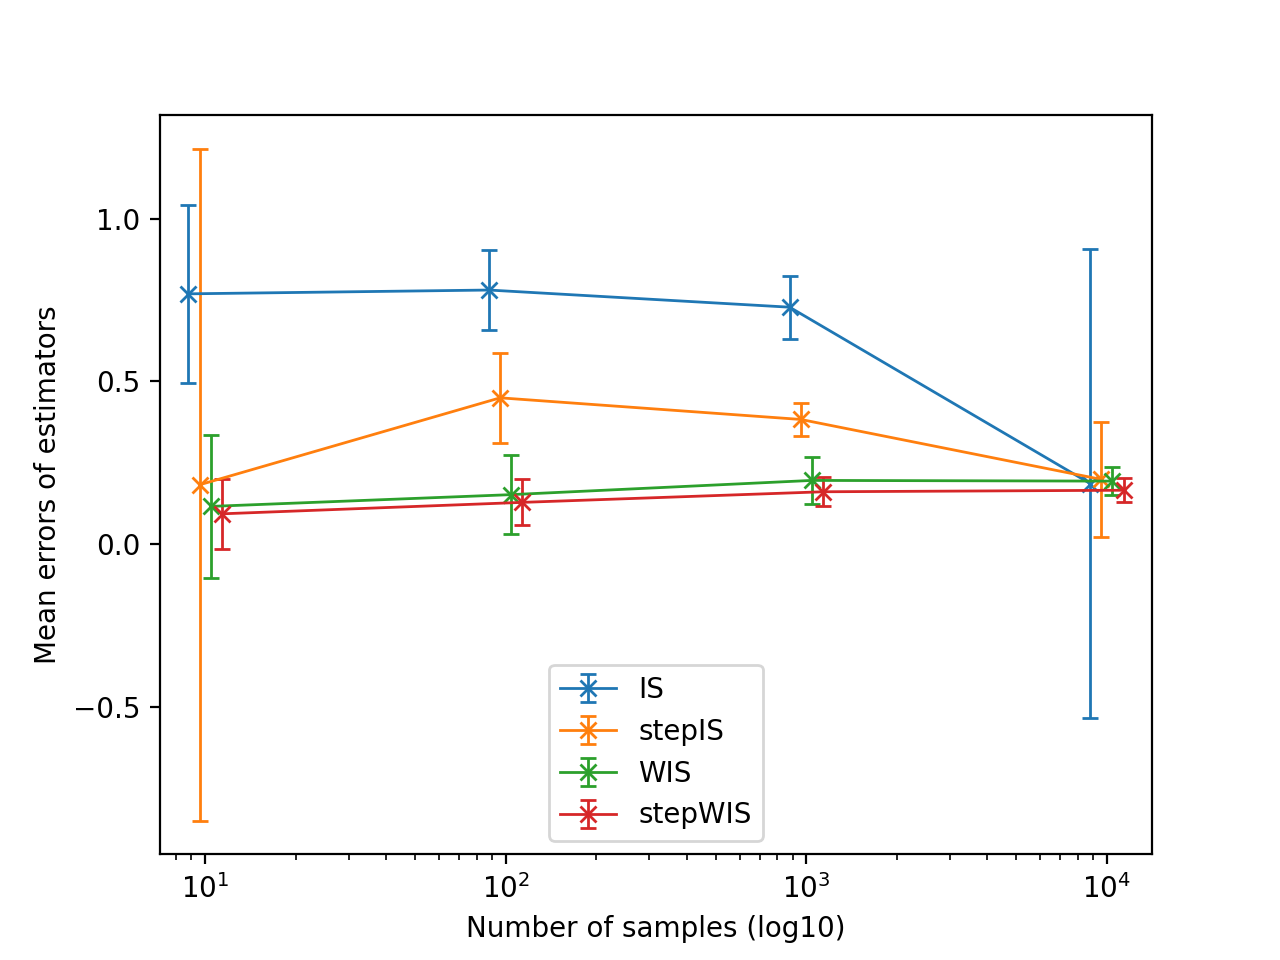 1.0
0.5
0.0
−0.5
Mean errors of estimators
IS
stepIS
WIS
stepWIS
10¹ 10² 10³ 10⁴
Number of samples (log10)